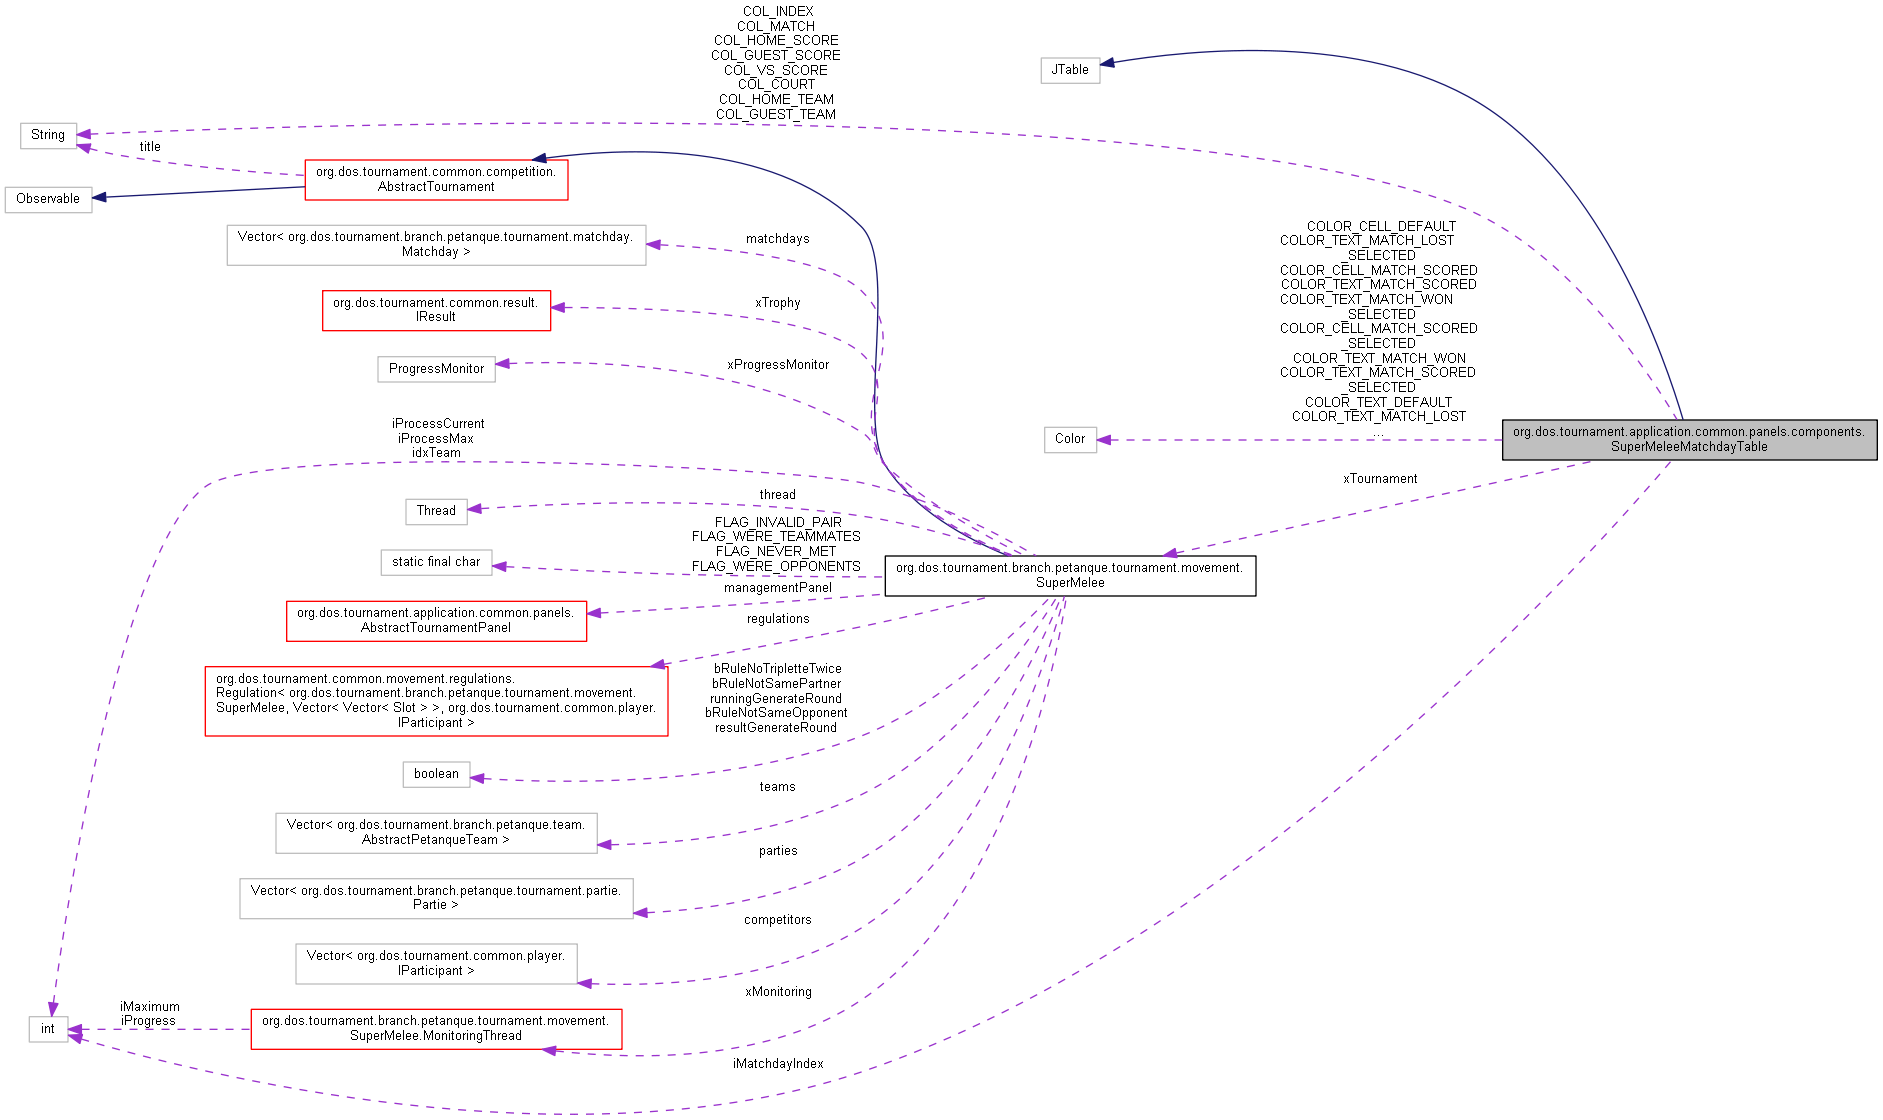 COL_INDEX
COL_MATCH
COL_HOME_SCORE
COL_GUEST_SCORE
COL_VS_SCORE
COL_COURT
COL_HOME_TEAM
COL_GUEST_TEAM
JTable
String
title
org.dos.tournament.common.competition.
AbstractTournament
Observable
Vector< org.dos.tournament.branch.petanque.tournament.matchday.
Matchday >
matchdays
COLOR_CELL_DEFAULT
COLOR_TEXT_MATCH_LOST
_SELECTED
COLOR_CELL_MATCH_SCORED
COLOR_TEXT_MATCH_SCORED
COLOR_TEXT_MATCH_WON
_SELECTED
COLOR_CELL_MATCH_SCORED
_SELECTED
COLOR_TEXT_MATCH_WON
COLOR_TEXT_MATCH_SCORED
_SELECTED
COLOR_TEXT_DEFAULT
COLOR_TEXT_MATCH_LOST
...
org.dos.tournament.common.result.
IResult
xTrophy
ProgressMonitor
xProgressMonitor
iProcessCurrent
iProcessMax
idxTeam
Color
org.dos.tournament.application.common.panels.components.
SuperMeleeMatchdayTable
xTournament
Thread
thread
static final char
FLAG_INVALID_PAIR
FLAG_WERE_TEAMMATES
FLAG_NEVER_MET
FLAG_WERE_OPPONENTS
org.dos.tournament.branch.petanque.tournament.movement.
SuperMelee
managementPanel
org.dos.tournament.application.common.panels.
AbstractTournamentPanel
regulations
org.dos.tournament.common.movement.regulations.
Regulation< org.dos.tournament.branch.petanque.tournament.movement.
SuperMelee, Vector< Vector< Slot > >, org.dos.tournament.common.player.
IParticipant >
bRuleNoTripletteTwice
bRuleNotSamePartner
runningGenerateRound
bRuleNotSameOpponent
resultGenerateRound
boolean
teams
Vector< org.dos.tournament.branch.petanque.team.
AbstractPetanqueTeam >
parties
Vector< org.dos.tournament.branch.petanque.tournament.partie.
Partie >
competitors
Vector< org.dos.tournament.common.player.
IParticipant >
xMonitoring
iMaximum
iProgress
int
org.dos.tournament.branch.petanque.tournament.movement.
SuperMelee.MonitoringThread
iMatchdayIndex